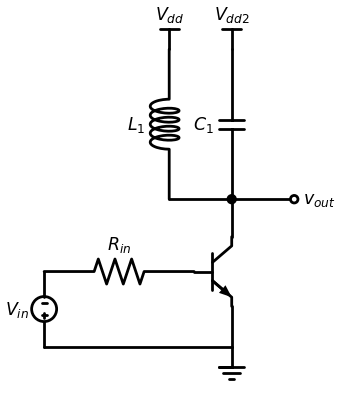 V_dd V_dd2
L_1 C_1
v_out
R_in
V_in